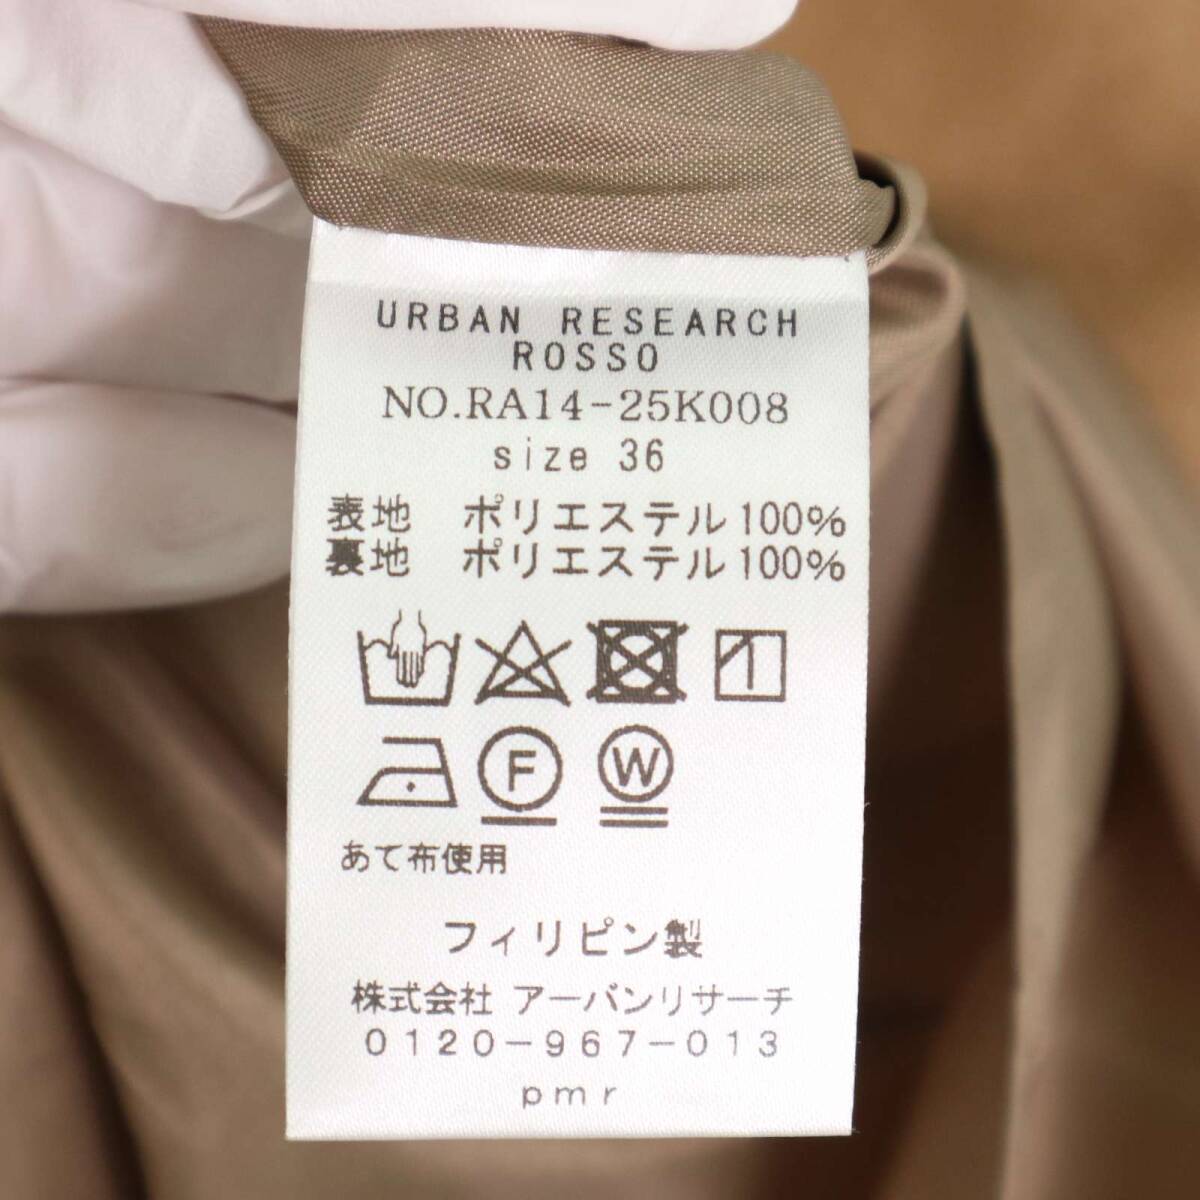 URBAN RESEARCH
ROSSO
NO.RA14-25K008
size 36
表地 ポリエステル100%
裏地 ポリエステル100%
F W
あて布使用
フィリピン製
株式会社 アーバンリサーチ
0120-967-013
pmr